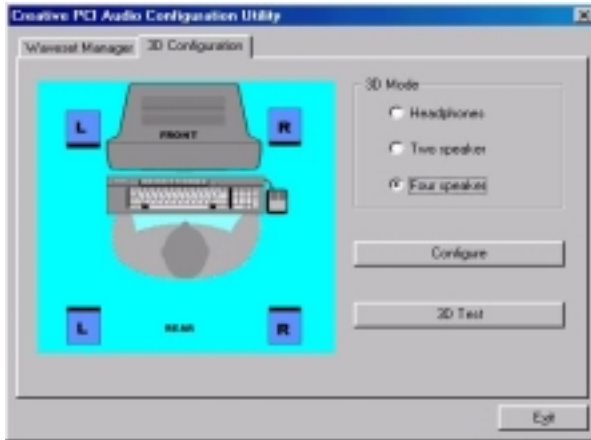 Creative PCI Audio Configuration Utility
Waveset Manager
3D Configuration
L
FRONT
R
L
REAR
R
3D Mode
Headphones
Two speaker
Four speaker
Configure
3D Test
Exit